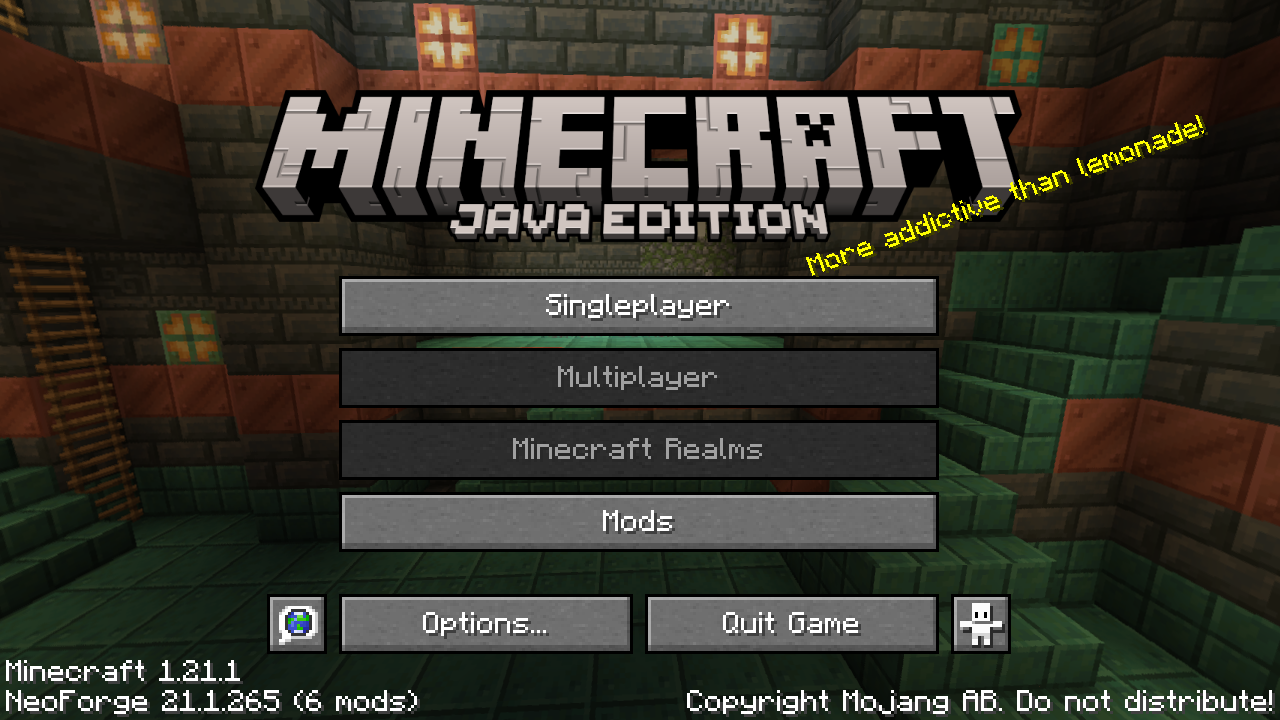 MINECRAFT
JAVA EDITION
More addictive than lemonade!
Singleplayer
Multiplayer
Minecraft Realms
Mods
Options...
Quit Game
Minecraft 1.21.1
NeoForge 21.1.265 (6 mods)
Copyright Mojang AB. Do not distribute!